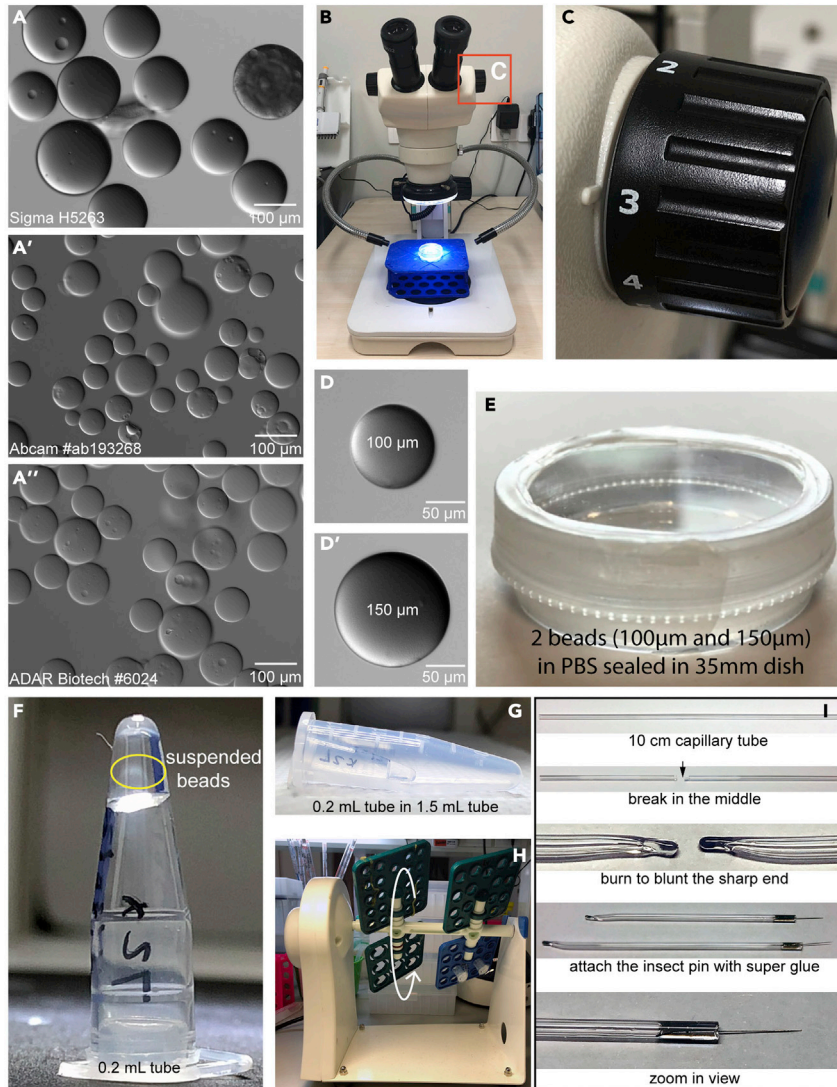 A
Sigma H5263
100 µm
A′
Abcam #ab193268
100 µm
A″
ADAR Biotech #6024
100 µm
B
C
C
2
3
4
D
100 µm
50 µm
D′
150 µm
50 µm
E
2 beads (100µm and 150µm)
in PBS sealed in 35mm dish
F
suspended
beads
0.2 mL tube
G
0.2 mL tube in 1.5 mL tube
H
I
10 cm capillary tube
break in the middle
burn to blunt the sharp end
attach the insect pin with super glue
zoom in view